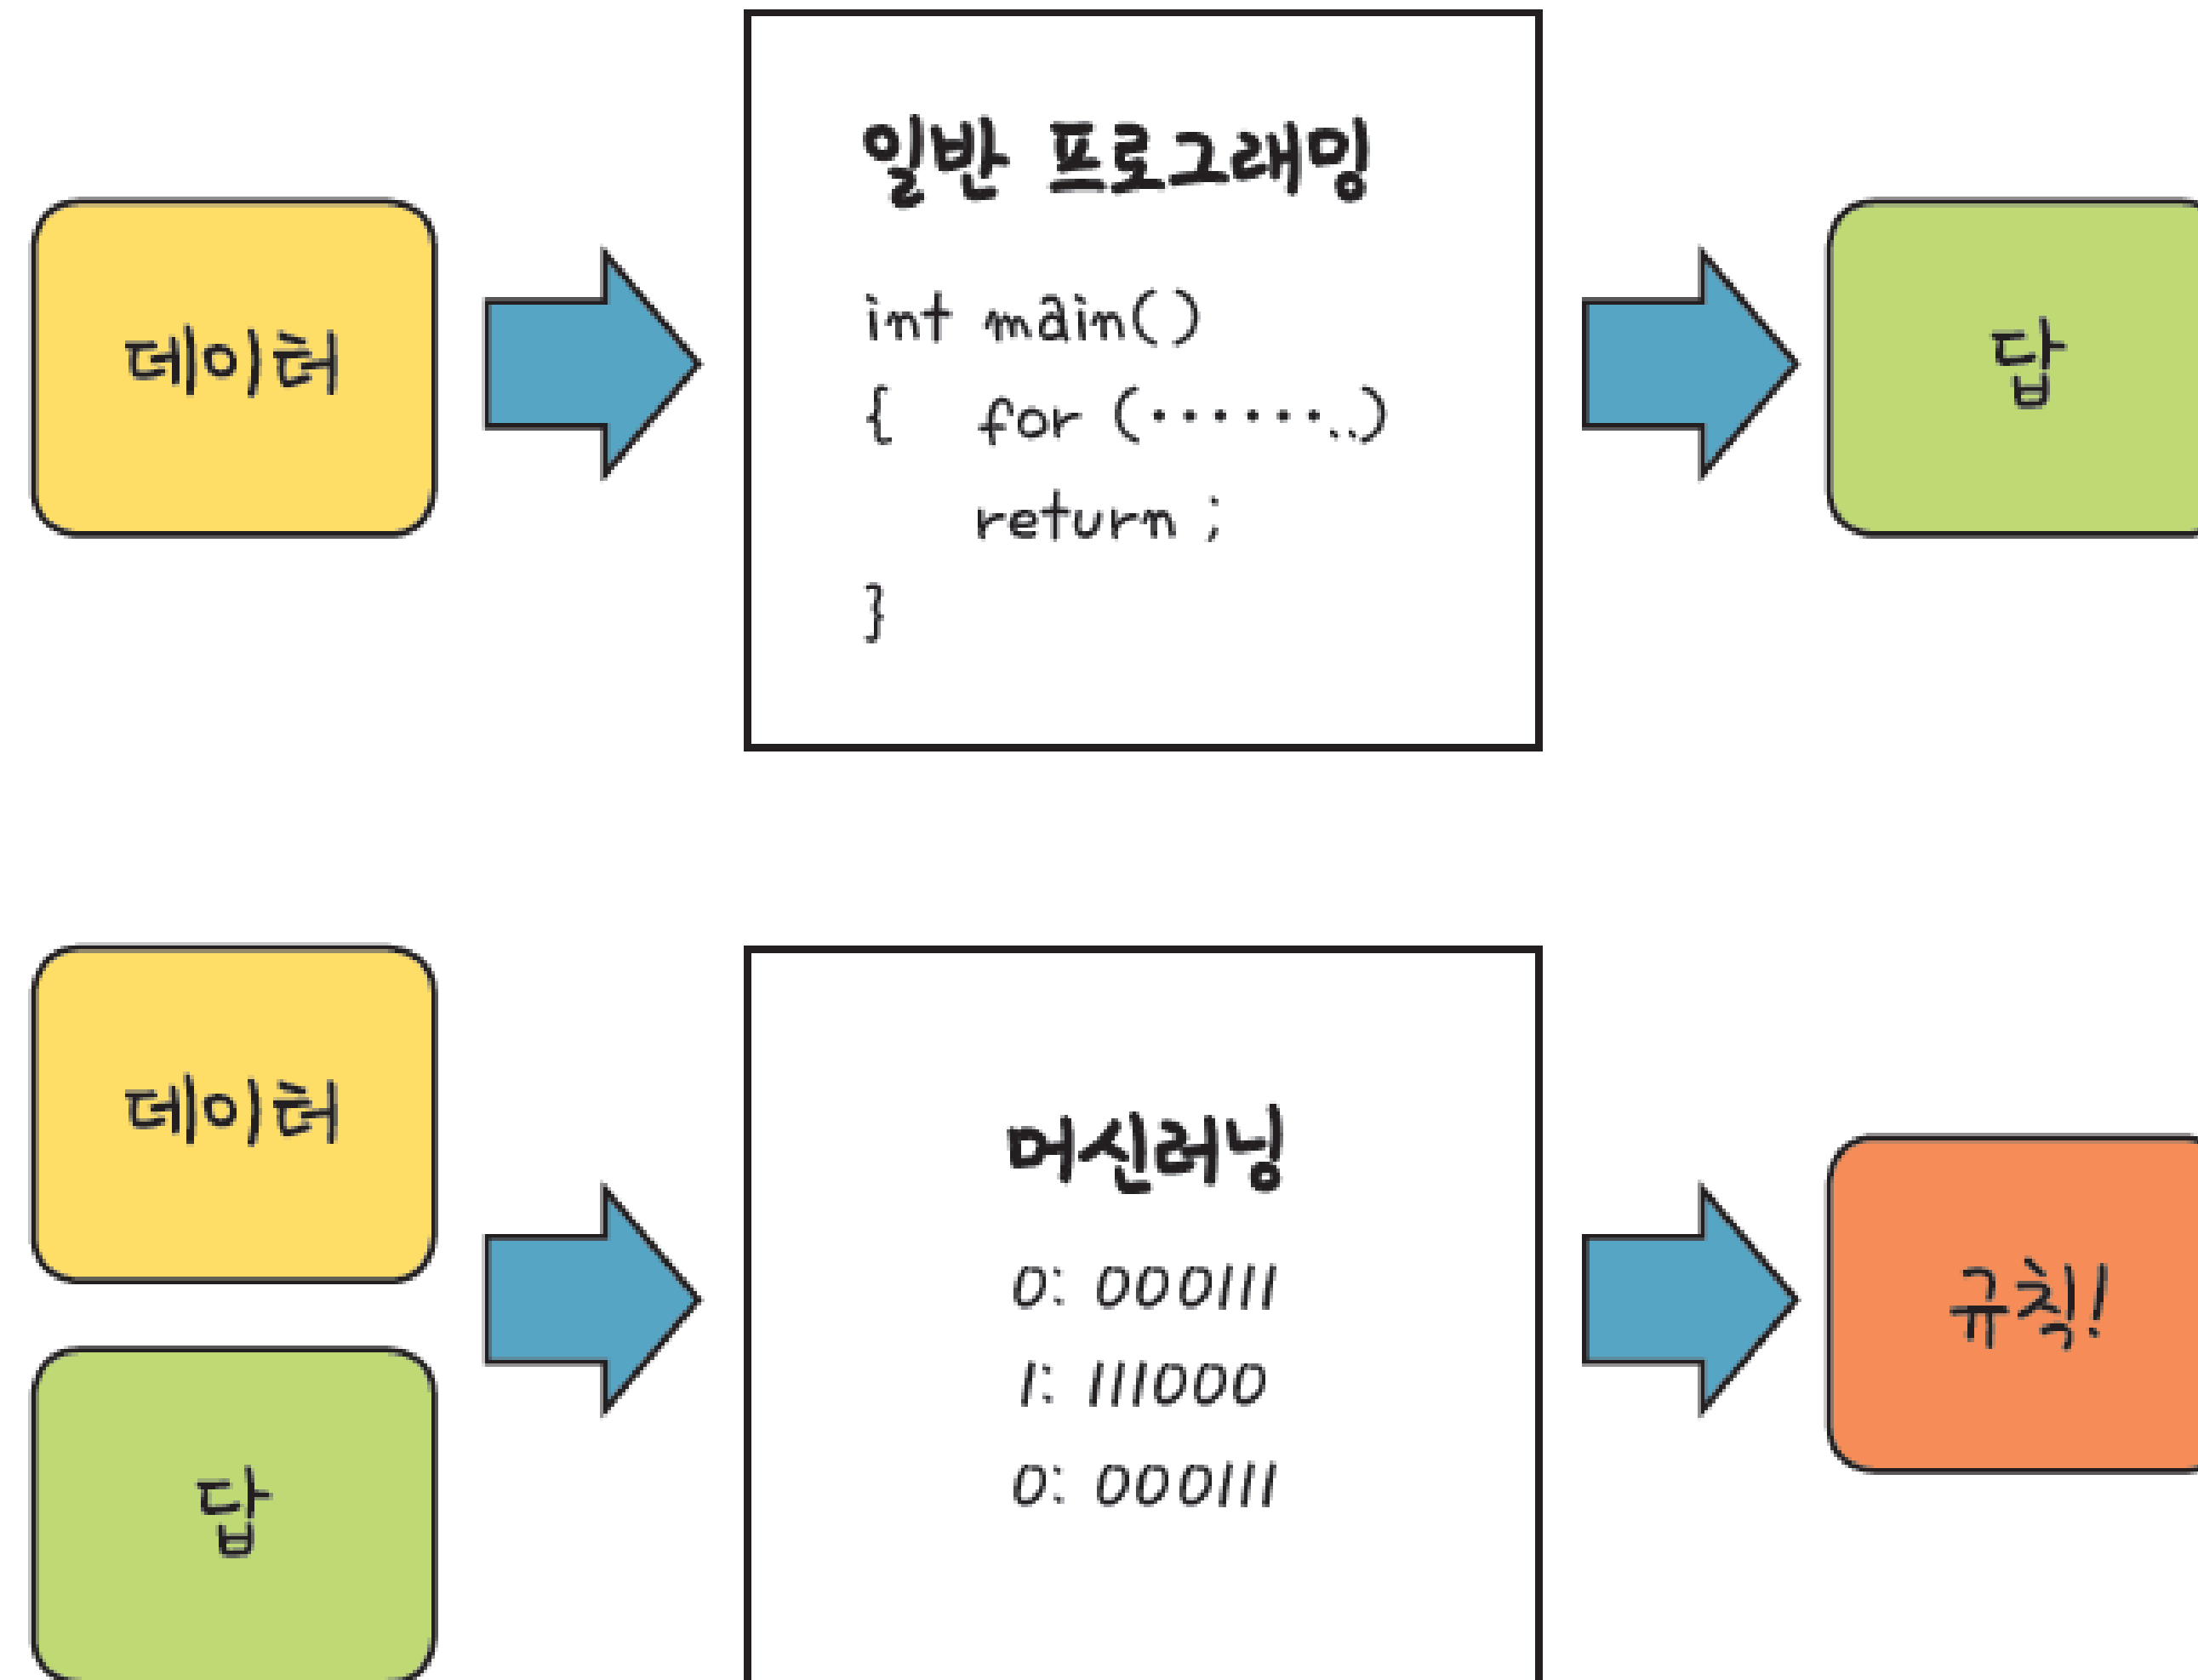 일반 프로그래밍
데이터
int main()
{ for (········)
return ;
}
답
데이터
답
머신러닝
0: 000111
1: 111000
0: 000111
규칙!